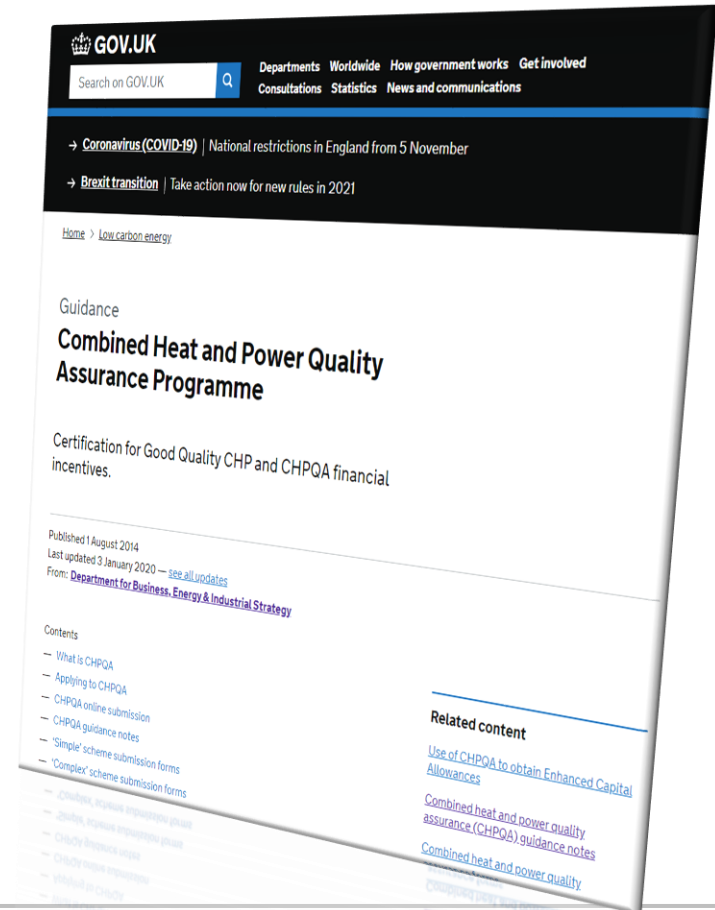 GOV.UK
Search on GOV.UK
Departments Worldwide How government works Get involved
Consultations Statistics News and communications
→ Coronavirus (COVID-19) | National restrictions in England from 5 November
→ Brexit transition | Take action now for new rules in 2021
Home > Low carbon energy
Guidance
Combined Heat and Power Quality
Assurance Programme
Certification for Good Quality CHP and CHPQA financial
incentives.
Published 1 August 2014
Last updated 3 January 2020 — see all updates
From: Department for Business, Energy & Industrial Strategy
Contents
— What is CHPQA
— Applying to CHPQA
— CHPQA online submission
— CHPQA guidance notes
— 'Simple' scheme submission forms
— 'Complex' scheme submission forms
Related content
Use of CHPQA to obtain Enhanced Capital
Allowances
Combined heat and power quality
assurance (CHPQA) guidance notes
Combined heat and power quality